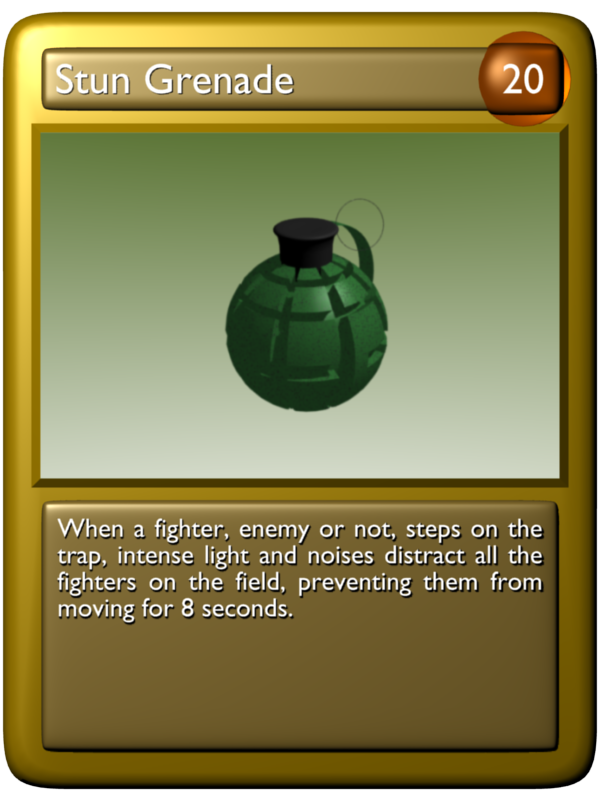 Stun Grenade
20
When a fighter, enemy or not, steps on the
trap, intense light and noises distract all the
fighters on the field, preventing them from
moving for 8 seconds.